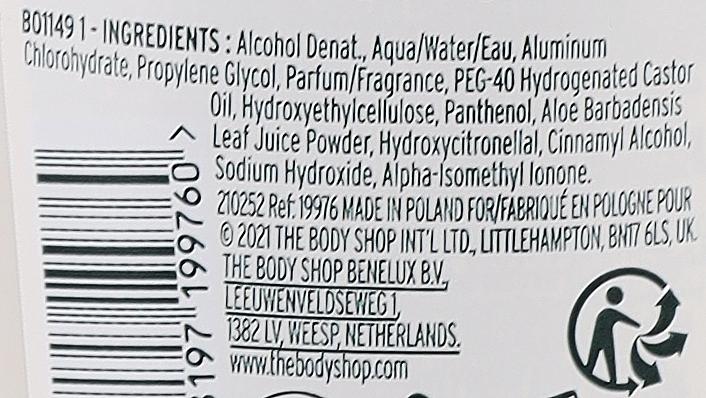 B01149 1 - INGREDIENTS : Alcohol Denat., Aqua/Water/Eau, Aluminum
Chlorohydrate, Propylene Glycol, Parfum/Fragrance, PEG-40 Hydrogenated Castor
Oil, Hydroxyethylcellulose, Panthenol, Aloe Barbadensis
Leaf Juice Powder, Hydroxycitronellal, Cinnamyl Alcohol,
Sodium Hydroxide, Alpha-Isomethyl Ionone.
210252 Ref: 19976 MADE IN POLAND FOR/FABRIQUÉ EN POLOGNE POUR
© 2021 THE BODY SHOP INT'L LTD., LITTLEHAMPTON, BN17 6LS, UK.
THE BODY SHOP BENELUX B.V.,
LEEUWENVELDSEWEG 1,
1382 LV, WEESP, NETHERLANDS.
www.thebodyshop.com
197 199760 >